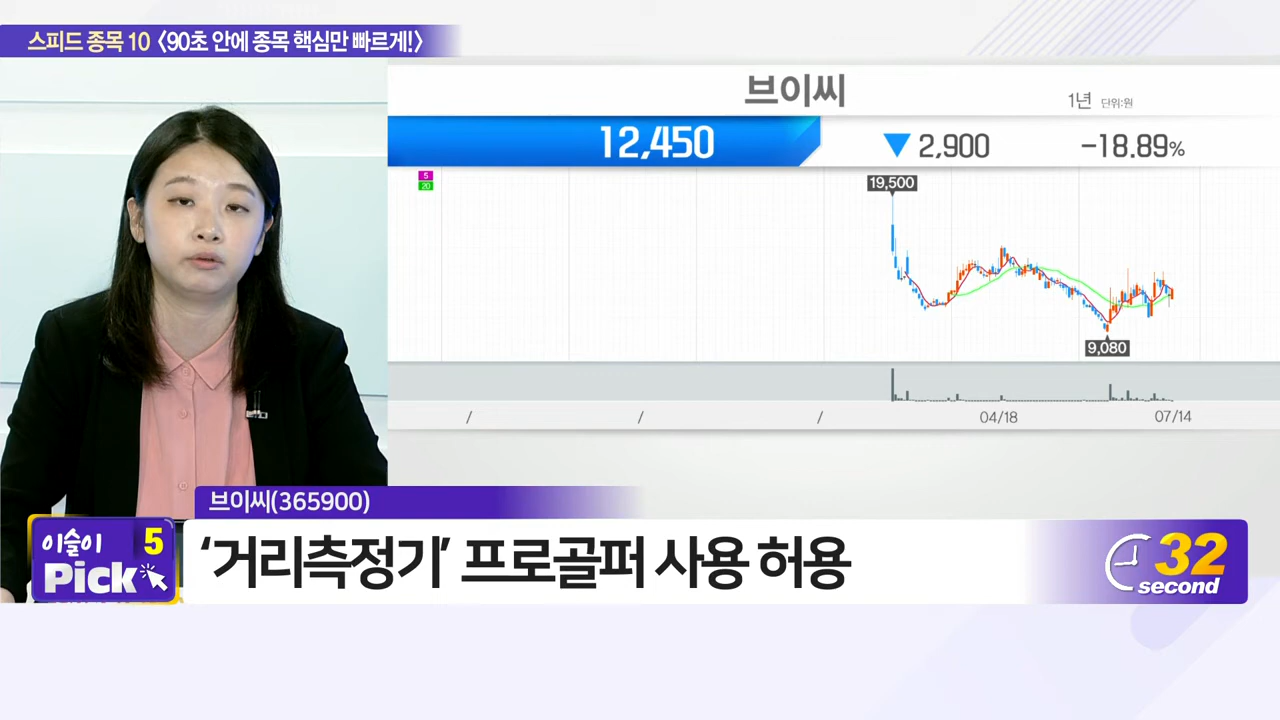 스피드 종목 10 〈90초 안에 종목 핵심만 빠르게!〉
브이씨
1년 단위:원
12,450 ▼ 2,900 -18.89%
5
20
19,500
9,080
/ / / 04/18 07/14
브이씨(365900)
이슬이 5
Pick
‘거리측정기’ 프로골퍼 사용 허용
32
second